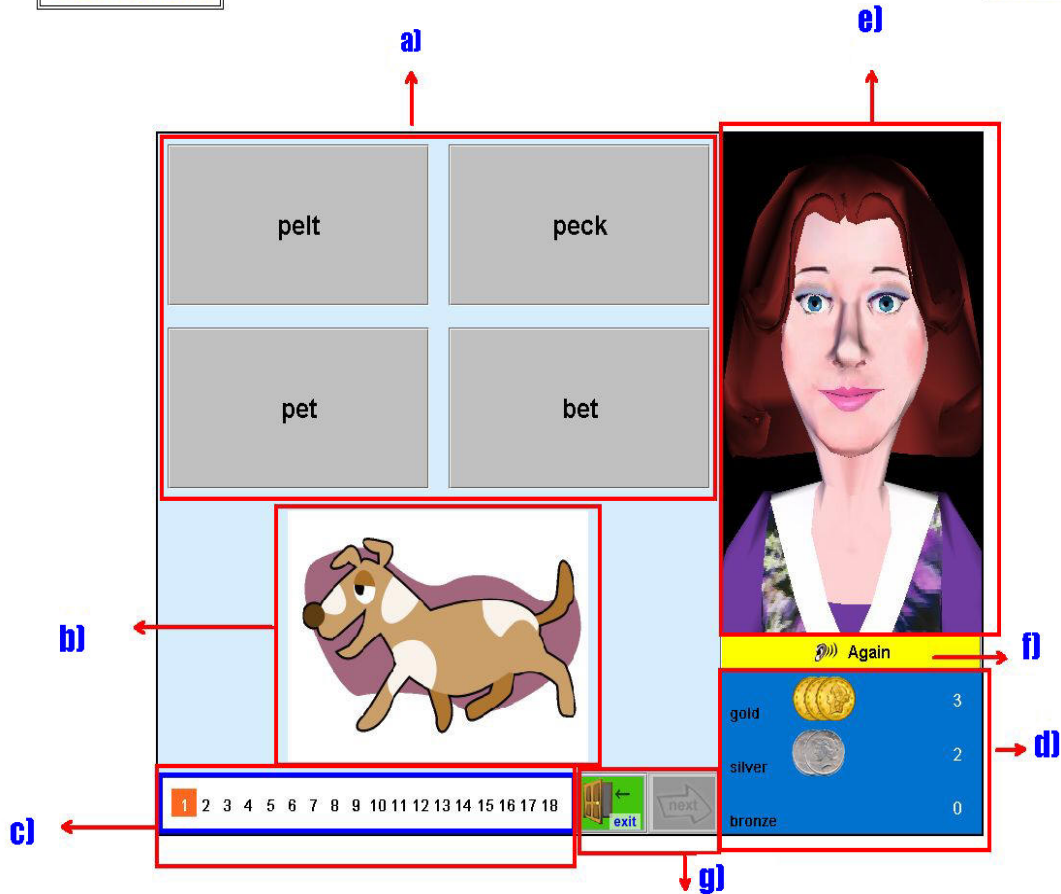 a)
e)
pelt
peck
pet
bet
b)
f)
Again
gold
3
d)
silver
2
bronze
0
c)
1 2 3 4 5 6 7 8 9 10 11 12 13 14 15 16 17 18
exit
next
g)